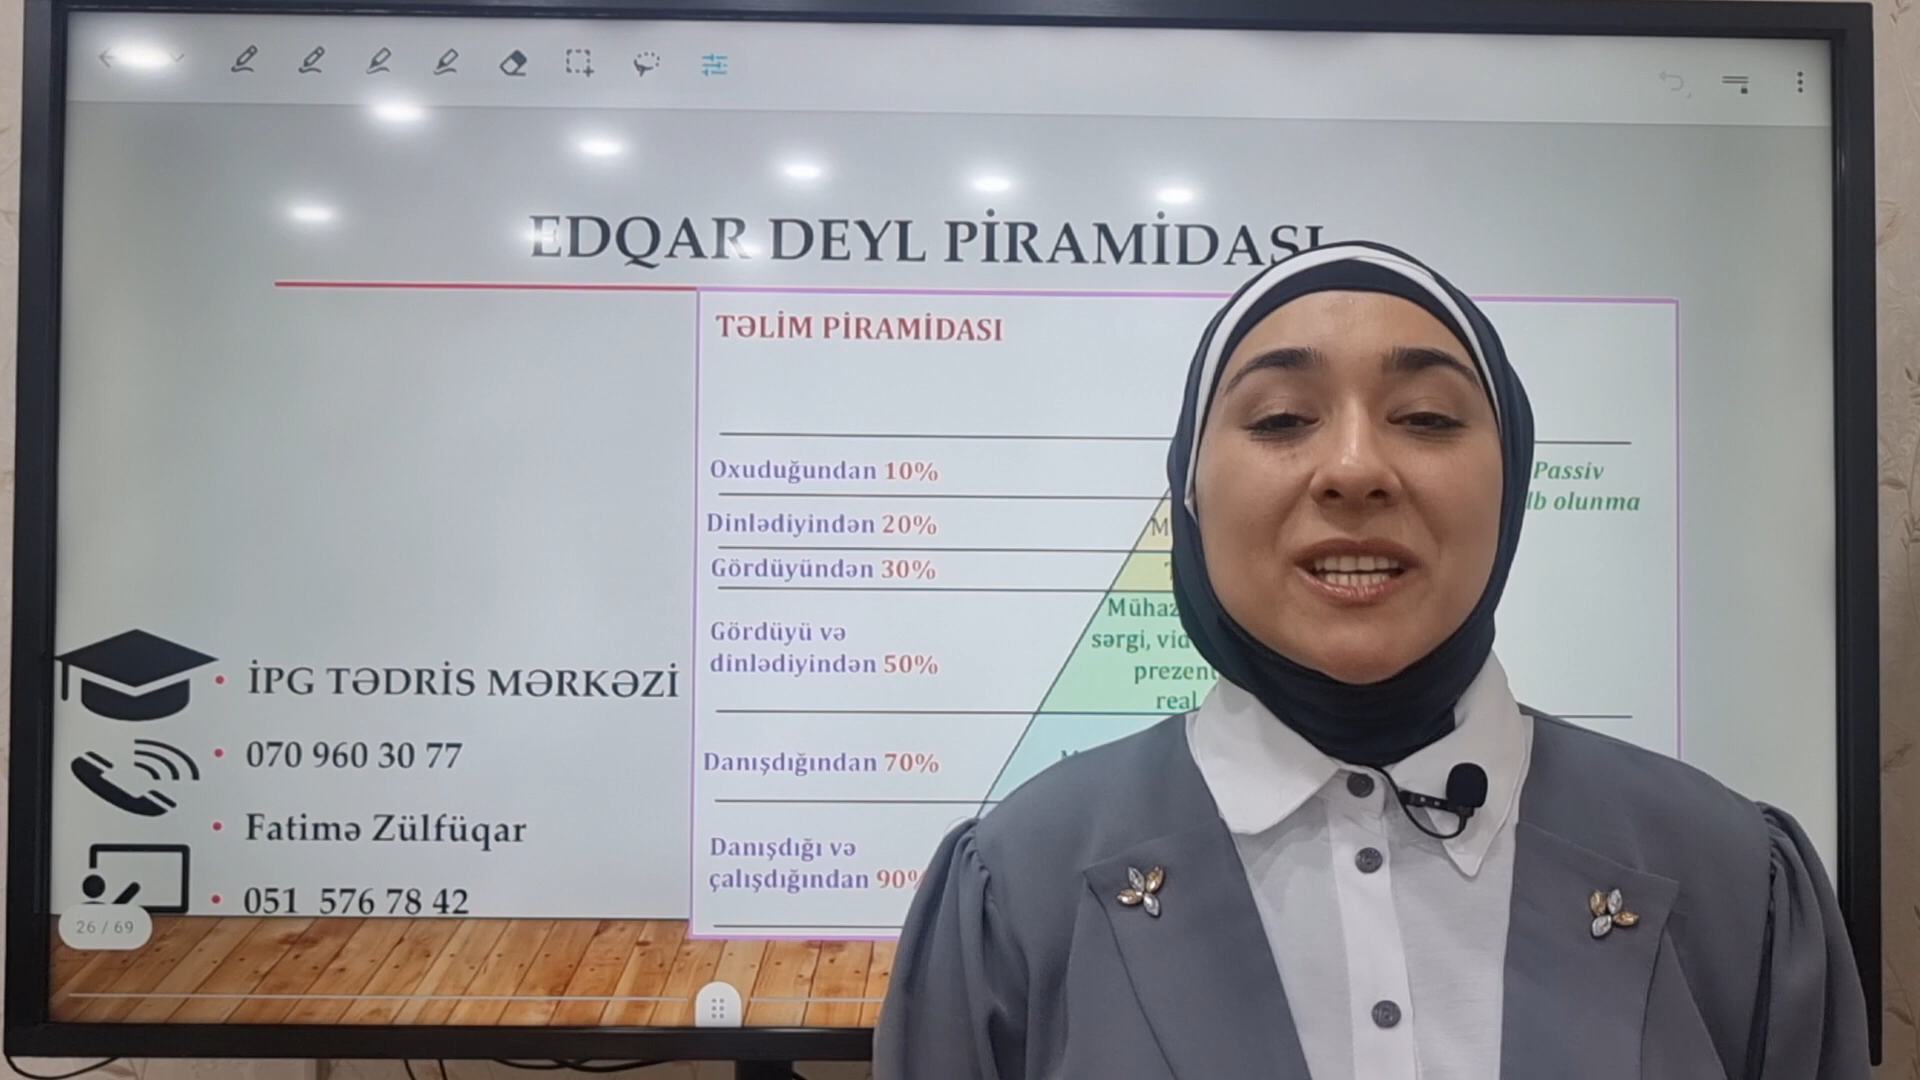 EDQAR DEYL PİRAMİDASI
TƏLİM PİRAMİDASI
Oxuduğundan 10%
Dinlədiyindən 20%
Gördüyündən 30%
Gördüyü və
dinlədiyindən 50%
Danışdığından 70%
Danışdığı və
çalışdığından 90%
Passiv
olunma
sərgi,
real
• İPG TƏDRİS MƏRKƏZİ
• 070 960 30 77
• Fatimə Zülfüqar
• 051 576 78 42
26 / 69